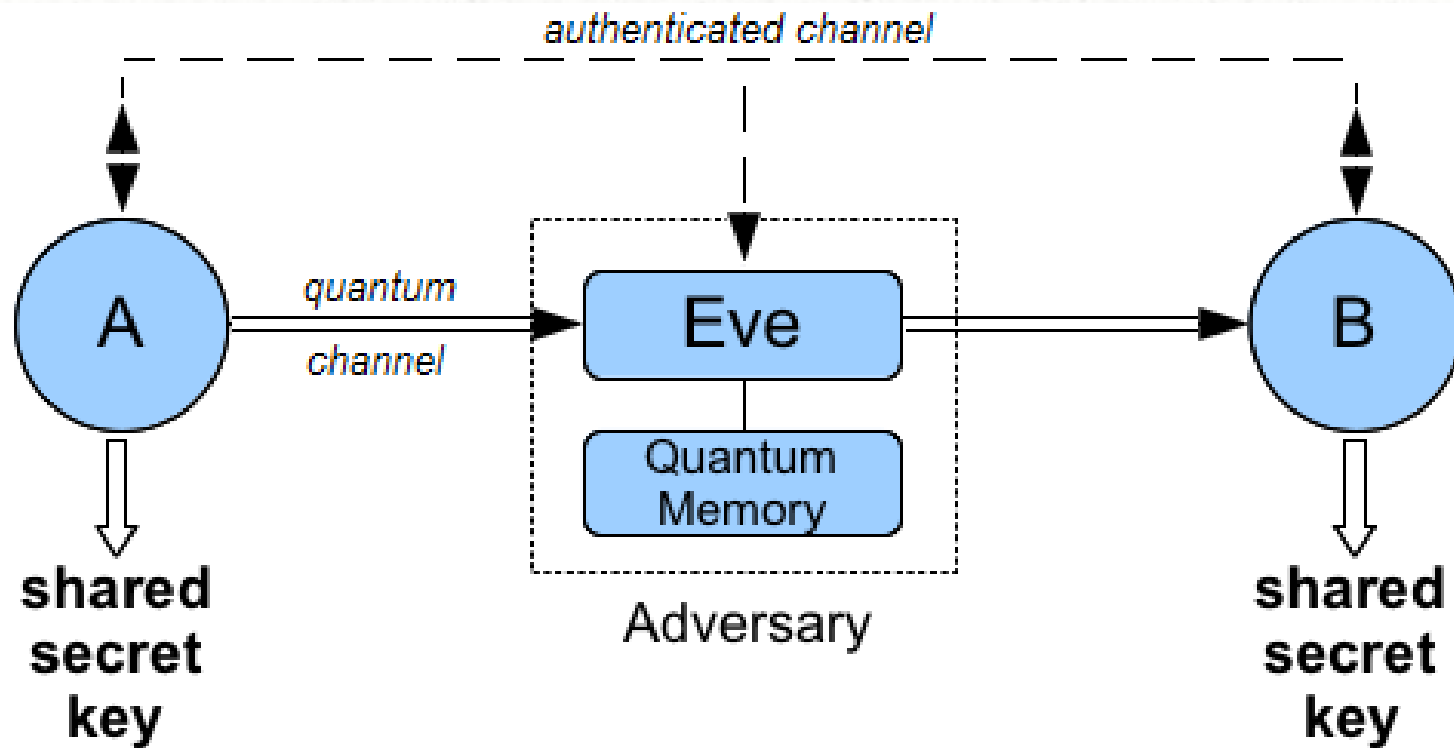 authenticated channel
A
quantum
channel
Eve
B
Quantum
Memory
Adversary
shared
secret
key
shared
secret
key